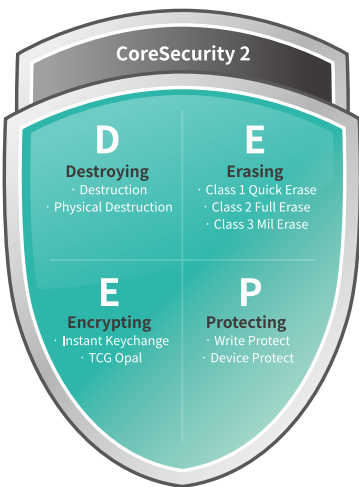 CoreSecurity 2
D
Destroying
· Destruction
· Physical Destruction
E
Erasing
· Class 1 Quick Erase
· Class 2 Full Erase
· Class 3 Mil Erase
E
Encrypting
· Instant Keychange
· TCG Opal
P
Protecting
· Write Protect
· Device Protect